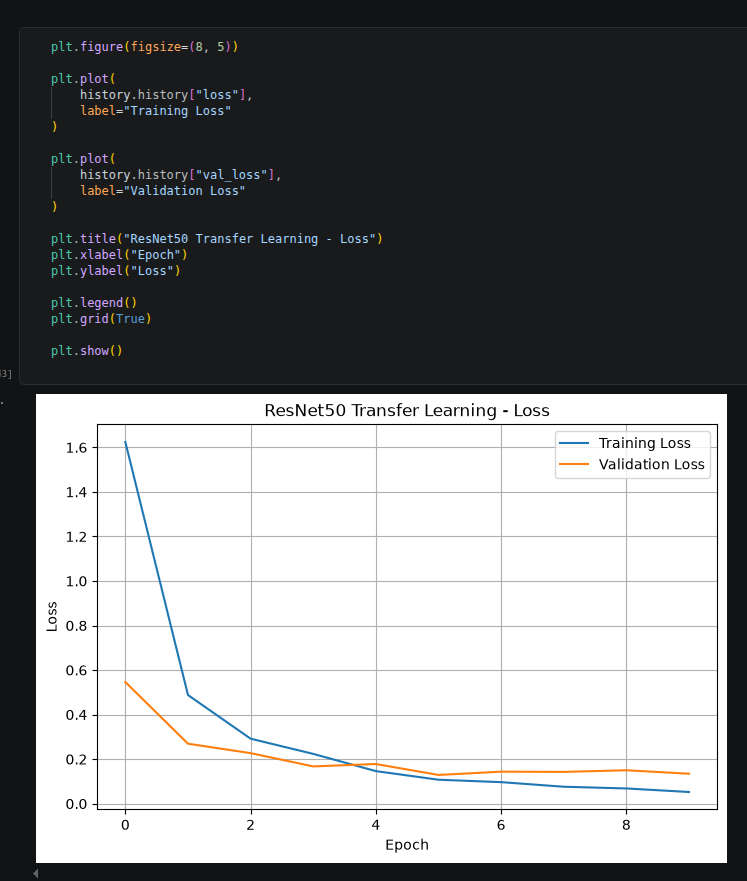 plt.figure(figsize=(8, 5))
plt.plot(
history.history["loss"],
label="Training Loss"
)
plt.plot(
history.history["val_loss"],
label="Validation Loss"
)
plt.title("ResNet50 Transfer Learning - Loss")
plt.xlabel("Epoch")
plt.ylabel("Loss")
plt.legend()
plt.grid(True)
plt.show()
3]
ResNet50 Transfer Learning - Loss
Training Loss
Validation Loss
1.6
1.4
1.2
1.0
0.8
0.6
0.4
0.2
0.0
Loss
0 2 4 6 8
Epoch